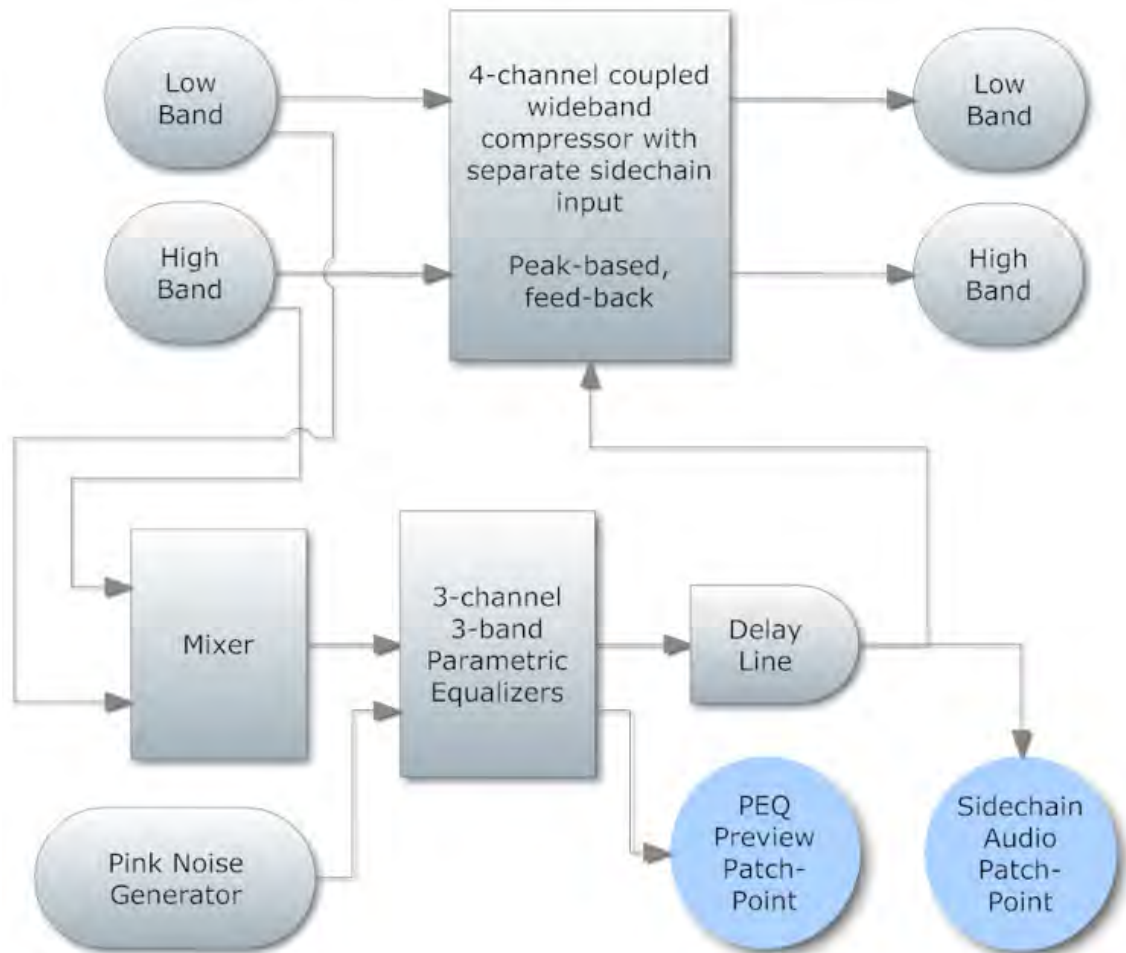 Low
Band
4-channel coupled
wideband
compressor with
separate sidechain
input
Peak-based,
feed-back
Low
Band
High
Band
High
Band
Mixer
3-channel
3-band
Parametric
Equalizers
Delay
Line
Pink Noise
Generator
PEQ
Preview
Patch-
Point
Sidechain
Audio
Patch-
Point